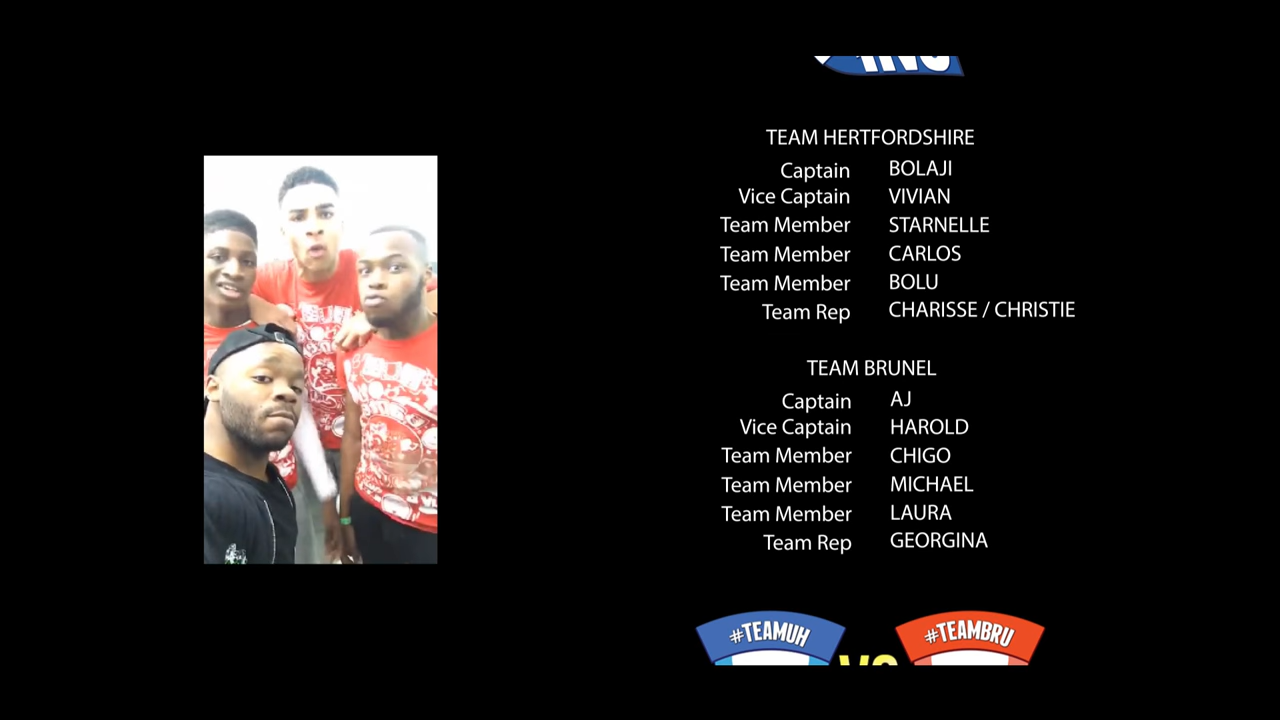 TEAM HERTFORDSHIRE
Captain BOLAJI
Vice Captain VIVIAN
Team Member STARNELLE
Team Member CARLOS
Team Member BOLU
Team Rep CHARISSE / CHRISTIE
TEAM BRUNEL
Captain AJ
Vice Captain HAROLD
Team Member CHIGO
Team Member MICHAEL
Team Member LAURA
Team Rep GEORGINA
#TEAMUH #TEAMBRU
VS